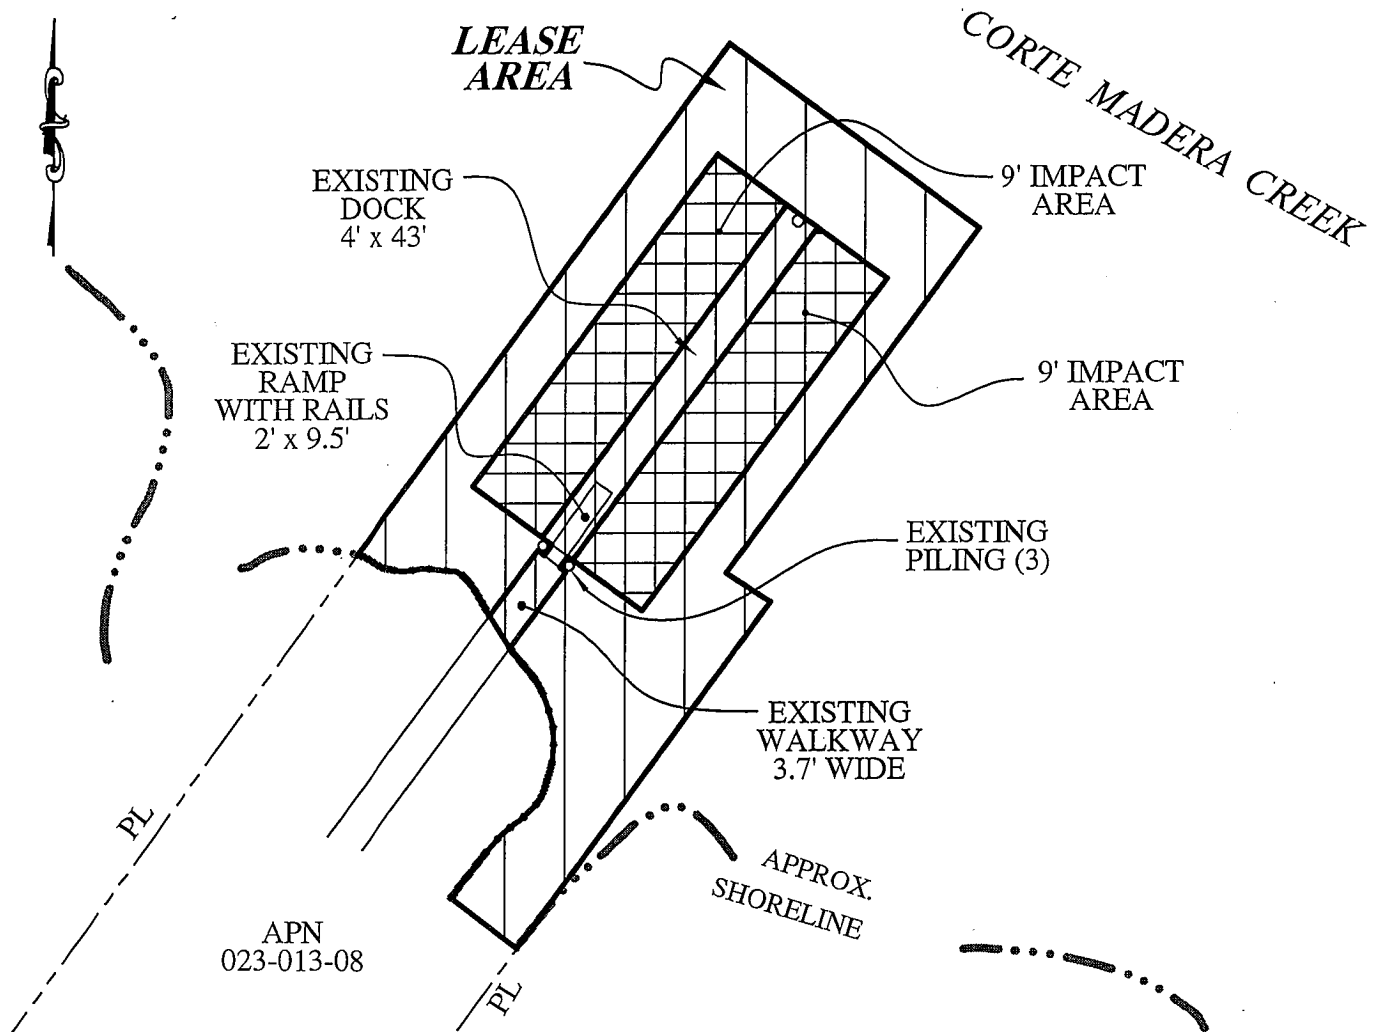 LEASE
AREA
CORTE MADERA CREEK
EXISTING
DOCK
4' x 43'
9' IMPACT
AREA
EXISTING
RAMP
WITH RAILS
2' x 9.5'
9' IMPACT
AREA
EXISTING
PILING (3)
EXISTING
WALKWAY
3.7' WIDE
PL
APPROX.
SHORELINE
APN
023-013-08
PL